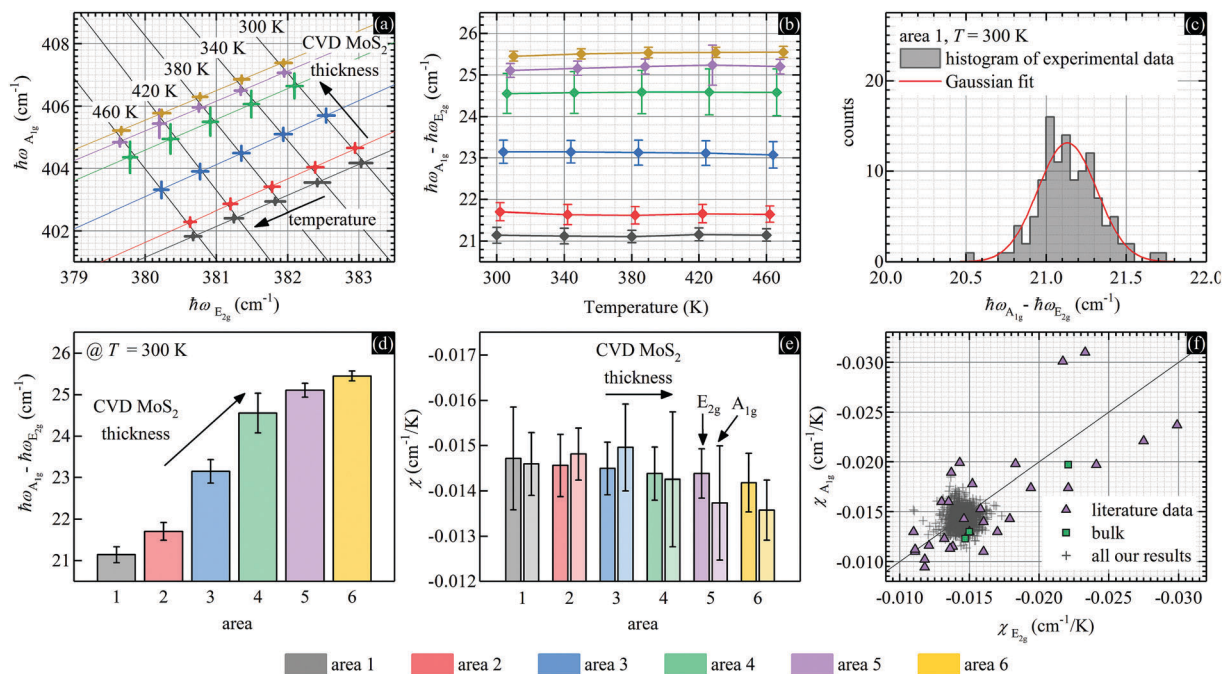 (a)
408
406
404
402
ħω A1g (cm⁻¹)
300 K
340 K
380 K
420 K
460 K
CVD MoS₂
thickness
temperature
379 380 381 382 383
ħω E2g (cm⁻¹)
(b)
26
25
24
23
22
21
ħωA1g - ħωE2g (cm⁻¹)
300 340 380 420 460
Temperature (K)
(c)
counts
20
10
0
area 1, T = 300 K
histogram of experimental data
Gaussian fit
20.0 20.5 21.0 21.5 22.0
ħωA1g - ħωE2g (cm⁻¹)
(d)
@ T = 300 K
26
25
24
23
22
21
ħωA1g - ħωE2g (cm⁻¹)
CVD MoS₂
thickness
1 2 3 4 5 6
area
(e)
-0.017
-0.016
-0.015
-0.014
-0.013
-0.012
χ (cm⁻¹/K)
CVD MoS₂
thickness
E2g
A1g
1 2 3 4 5 6
area
(f)
-0.030
-0.025
-0.020
-0.015
-0.010
χ A1g (cm⁻¹/K)
literature data
bulk
all our results
-0.010 -0.015 -0.020 -0.025 -0.030
χ E2g (cm⁻¹/K)
area 1 area 2 area 3 area 4 area 5 area 6